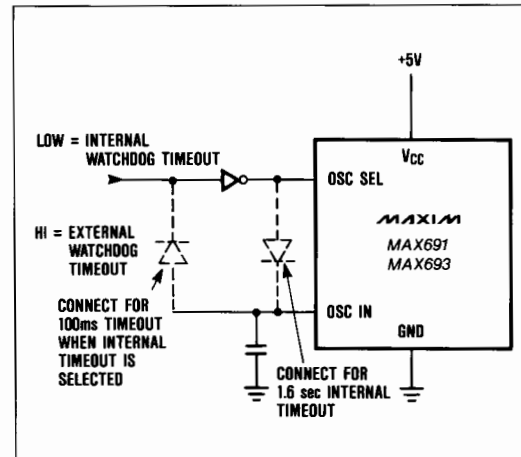 +5V
LOW = INTERNAL
WATCHDOG TIMEOUT
VCC
OSC SEL
MAXIM
MAX691
MAX693
HI = EXTERNAL
WATCHDOG
TIMEOUT
CONNECT FOR
100ms TIMEOUT
WHEN INTERNAL
TIMEOUT IS
SELECTED
OSC IN
GND
CONNECT FOR
1.6 sec INTERNAL
TIMEOUT